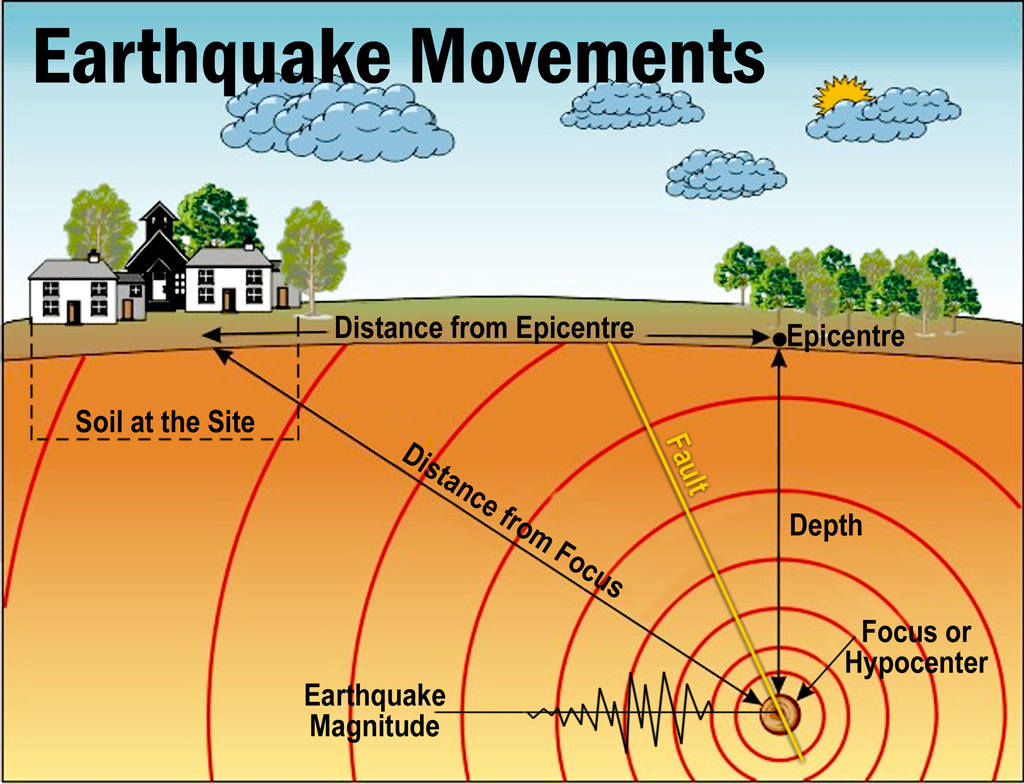 Earthquake Movements
Distance from Epicentre
Epicentre
Soil at the Site
Distance from Focus
Fault
Depth
Focus or
Hypocenter
Earthquake
Magnitude